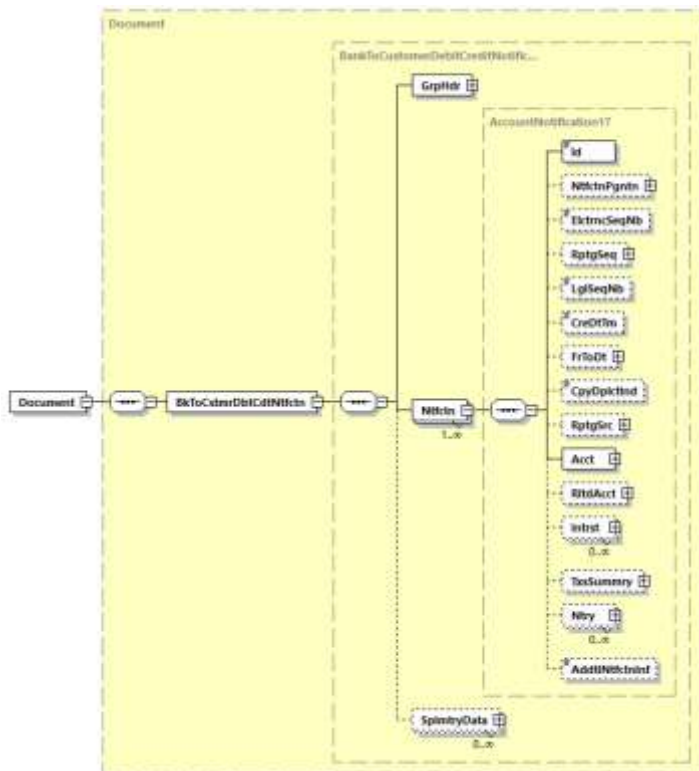 Document
BankToCustomerDebitCreditNotific...
GrpHdr
AccountNotification17
Id
NtfctnPgntn
ElctrncSeqNb
RptgSeq
LglSeqNb
CreDtTm
FrToDt
CpyDplctInd
RptgSrc
Acct
RltdAcct
Intrst
0..∞
TxsSummry
Ntry
0..∞
AddtlNtfctnInf
Document
BkToCstmrDbtCdtNtfctn
Ntfctn
1..∞
SplmtryData
0..∞